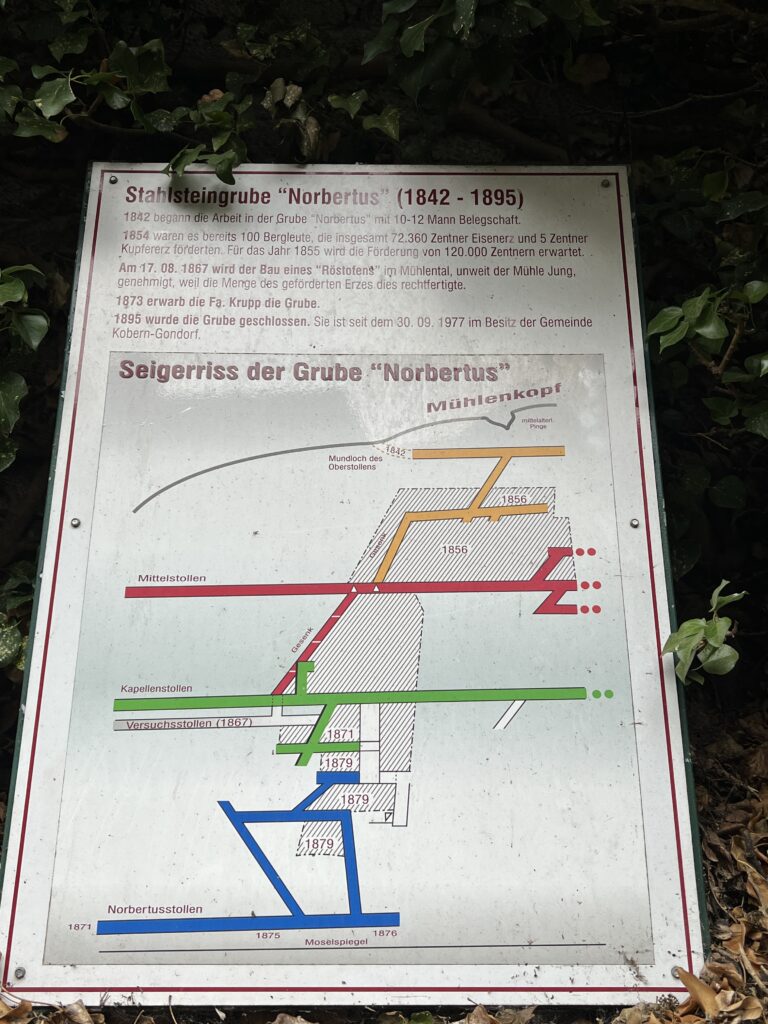 Stahlsteingrube "Norbertus" (1842 - 1895)
1842 begann die Arbeit in der Grube "Norbertus" mit 10-12 Mann Belegschaft.
1854 waren es bereits 100 Bergleute, die insgesamt 72.360 Zentner Eisenerz und 5 Zentner
Kupfererz förderten. Für das Jahr 1855 wird die Förderung von 120.000 Zentnern erwartet.
Am 17. 08. 1867 wird der Bau eines "Röstofens" im Mühlental, unweit der Mühle Jung,
genehmigt, weil die Menge des geförderten Erzes dies rechtfertigte.
1873 erwarb die Fa. Krupp die Grube.
1895 wurde die Grube geschlossen. Sie ist seit dem 30. 09. 1977 im Besitz der Gemeinde
Kobern-Gondorf.
Seigerriss der Grube "Norbertus"
Mühlenkopf
mittelalterl.
Pinge
1842
Mundloch des
Oberstollens
1856
Gesenk
1856
Mittelstollen
Gesenk
Kapellenstollen
Versuchsstollen (1867)
1871
1879
1879
1879
Norbertusstollen
1871
1875
1876
Moselspiegel